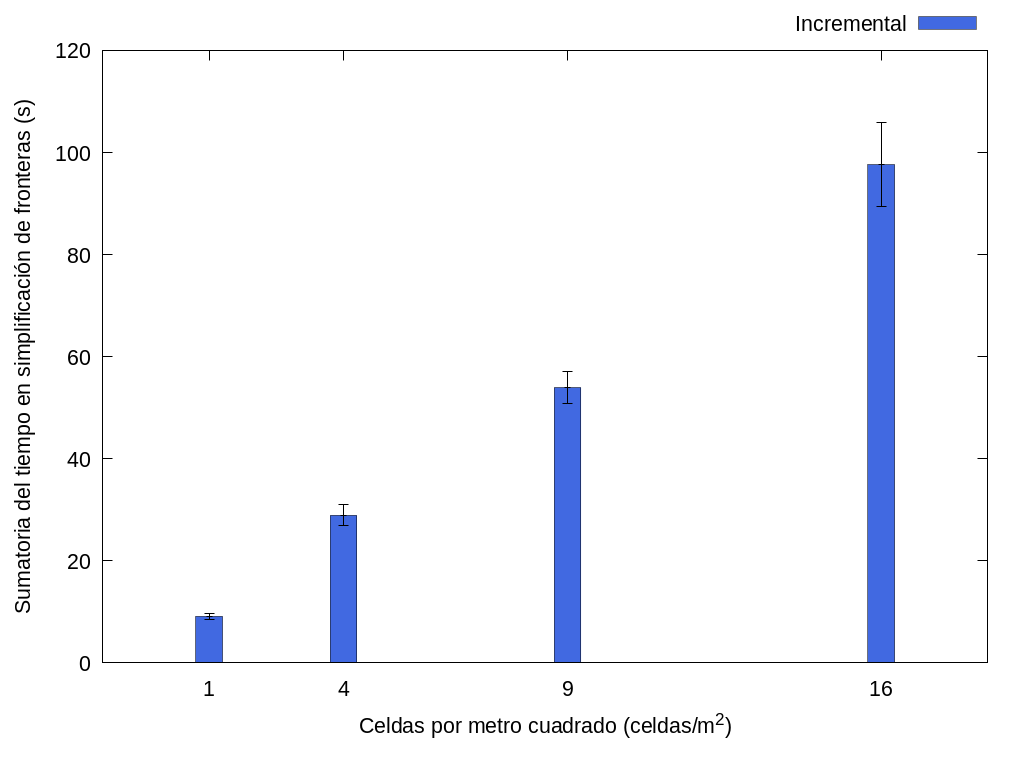 Incremental
120
100
80
60
40
20
0
Sumatoria del tiempo en simplificación de fronteras (s)
1 4 9 16
Celdas por metro cuadrado (celdas/m²)